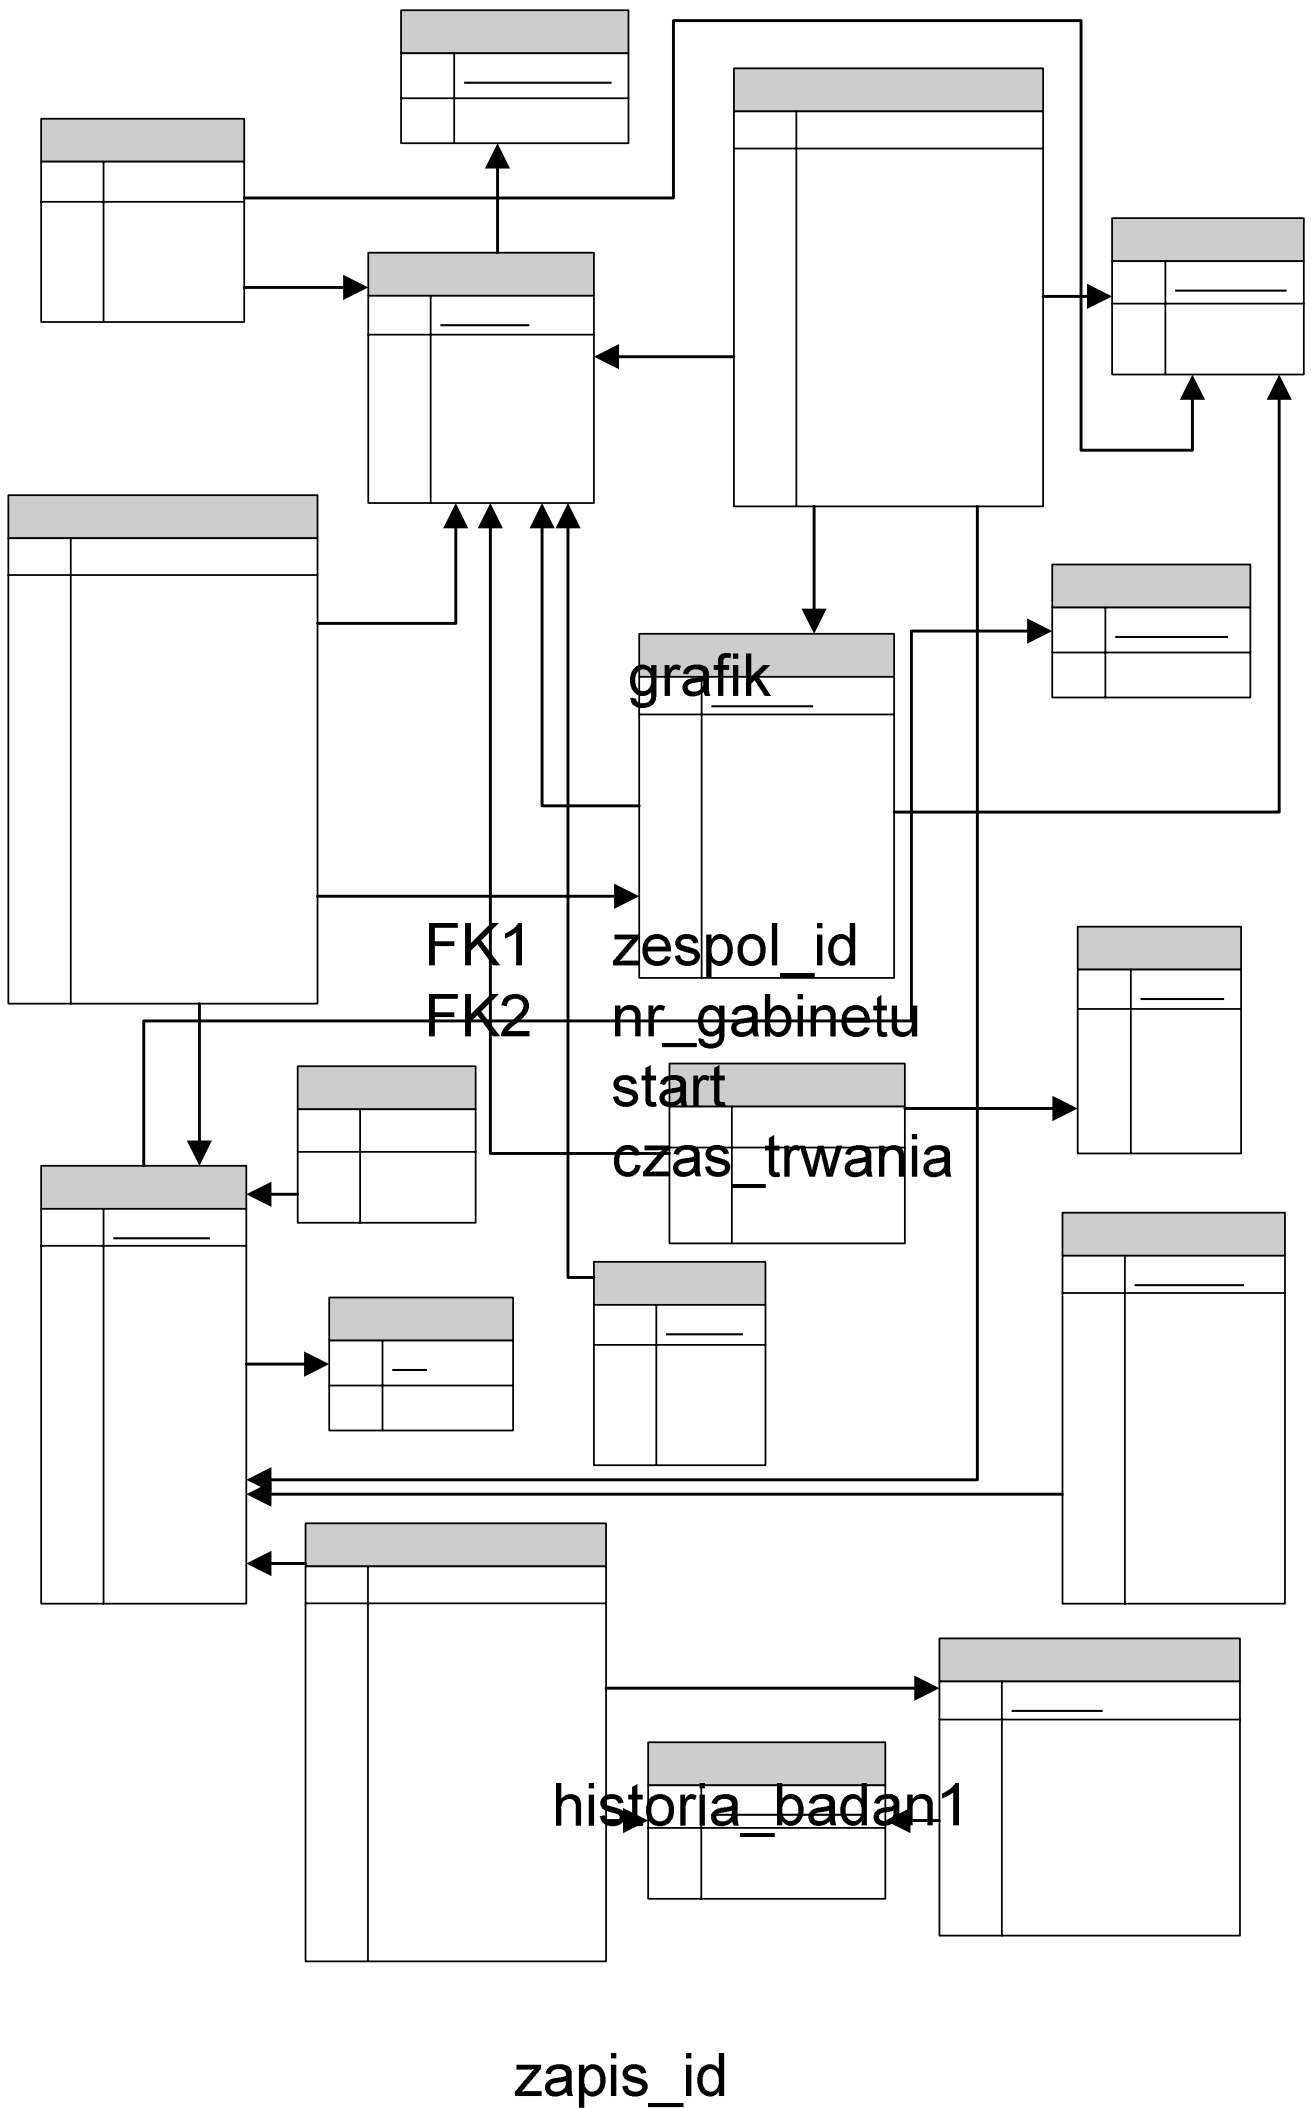 grafik
FK1 zespol_id
FK2 nr_gabinetu
start
czas_trwania
historia_badan1
zapis_id